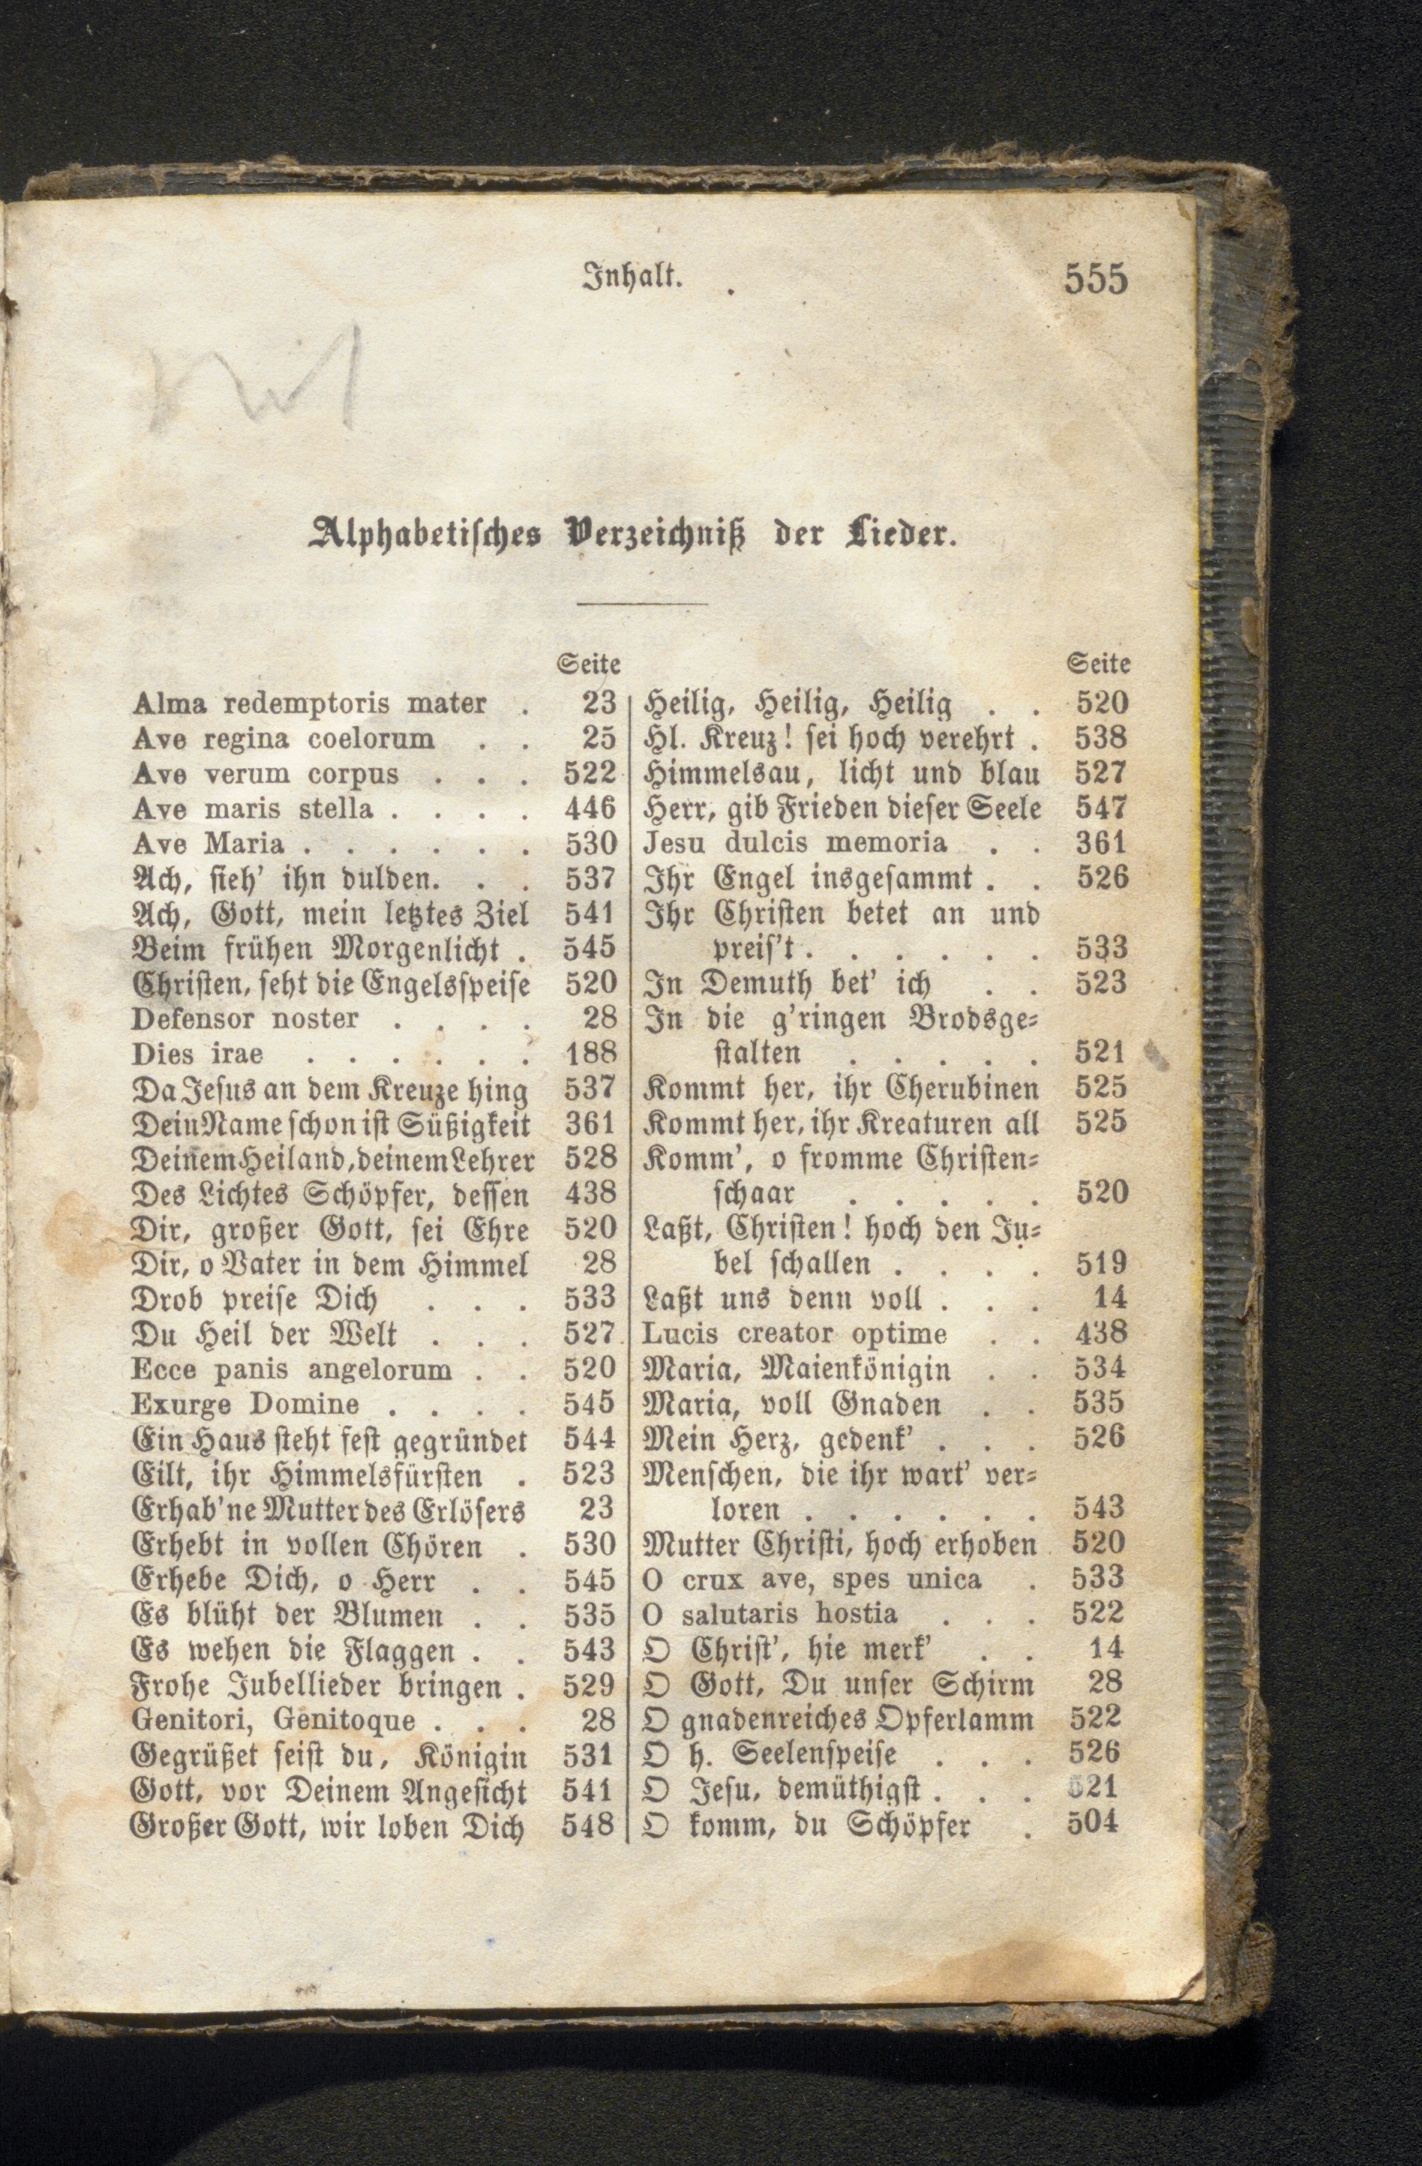 Inhalt. 555
Alphabetiſches Verzeichniß der Lieder.
Seite
Alma redemptoris mater . 23
Ave regina coelorum . . 25
Ave verum corpus . . . 522
Ave maris stella . . . . 446
Ave Maria . . . . . . 530
Ach, ſieh' ihn dulden. . . 537
Ach, Gott, mein letztes Ziel 541
Beim frühen Morgenlicht . 545
Chriſten, ſeht die Engelsſpeiſe 520
Defensor noster . . . . 28
Dies irae . . . . . . 188
Da Jeſus an dem Kreuze hing 537
Dein Name ſchon iſt Süßigkeit 361
Deinem Heiland, deinem Lehrer 528
Des Lichtes Schöpfer, deſſen 438
Dir, großer Gott, ſei Ehre 520
Dir, o Vater in dem Himmel 28
Drob preiſe Dich . . . 533
Du Heil der Welt . . . 527
Ecce panis angelorum . . 520
Exurge Domine . . . . 545
Ein Haus ſteht feſt gegründet 544
Eilt, ihr Himmelsfürſten . 523
Erhab'ne Mutter des Erlöſers 23
Erhebt in vollen Chören . 530
Erhebe Dich, o Herr . . 545
Es blüht der Blumen . . 535
Es wehen die Flaggen . . 543
Frohe Jubellieder bringen . 529
Genitori, Genitoque . . . 28
Gegrüßet ſeiſt du, Königin 531
Gott, vor Deinem Angeſicht 541
Großer Gott, wir loben Dich 548
Seite
Heilig, Heilig, Heilig . . 520
Hl. Kreuz! ſei hoch verehrt . 538
Himmelsau, licht und blau 527
Herr, gib Frieden dieſer Seele 547
Jesu dulcis memoria . . 361
Ihr Engel insgeſammt . . 526
Ihr Chriſten betet an und
preiſ't . . . . . . 533
In Demuth bet' ich . . 523
In die g'ringen Brodsge⸗
ſtalten . . . . . 521
Kommt her, ihr Cherubinen 525
Kommt her, ihr Kreaturen all 525
Komm', o fromme Chriſten⸗
ſchaar . . . . . 520
Laßt, Chriſten! hoch den Ju⸗
bel ſchallen . . . . 519
Laßt uns denn voll . . . 14
Lucis creator optime . . 438
Maria, Maienkönigin . . 534
Maria, voll Gnaden . . 535
Mein Herz, gedenk' . . . 526
Menſchen, die ihr wart' ver⸗
loren . . . . . . 543
Mutter Chriſti, hoch erhoben 520
O crux ave, spes unica . 533
O salutaris hostia . . . 522
O Chriſt', hie merk' . . 14
O Gott, Du unſer Schirm 28
O gnadenreiches Opferlamm 522
O h. Seelenſpeiſe . . . 526
O Jeſu, demüthigſt . . . 521
O komm, du Schöpfer . 504